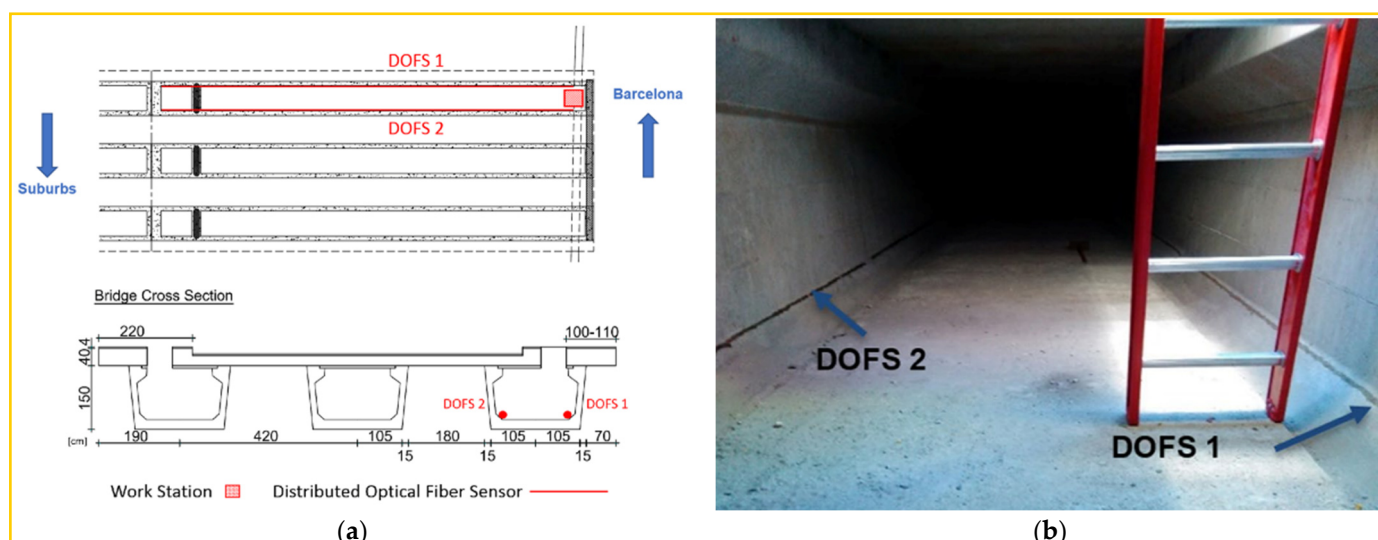 DOFS 1
Barcelona
DOFS 2
Suburbs
Bridge Cross Section
220
100-110
40.4
150
DOFS 2
DOFS 1
[cm]
190
420
105
180
105
105
70
15
15
15
Work Station
Distributed Optical Fiber Sensor
(a)
DOFS 2
DOFS 1
(b)